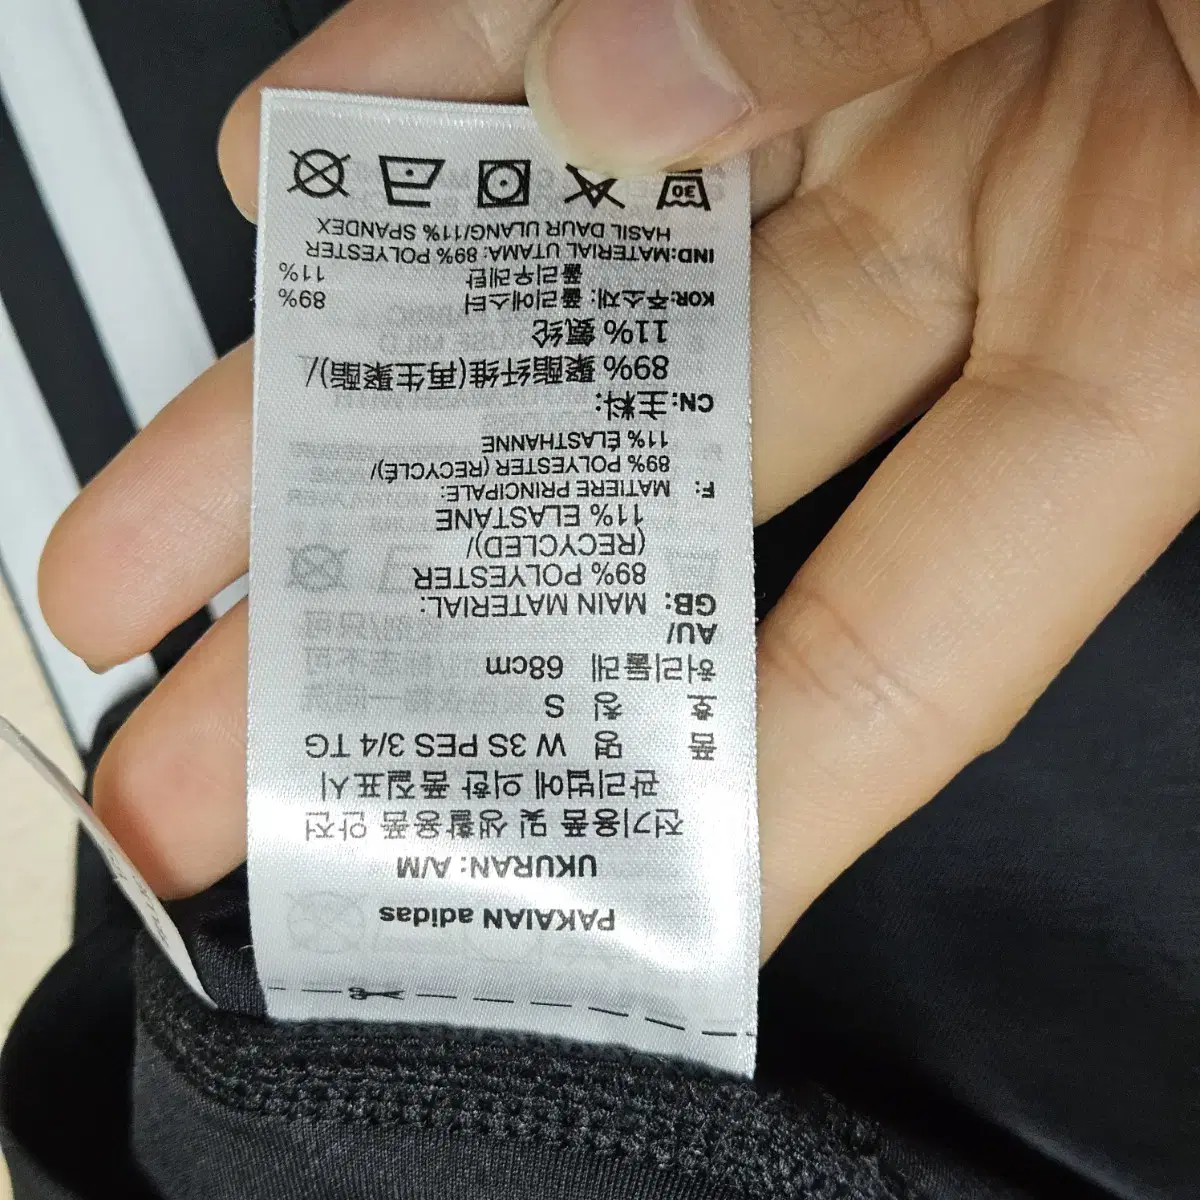 PAKAIAN adidas
UKURAN: A/M
전기용품 및 생활용품 안전
관리법에 의한 품질표시
품 명 W 3S PES 3/4 TG
호 칭 S
허리둘레 68cm
AU/
GB: MAIN MATERIAL:
89% POLYESTER
(RECYCLED)/
11% ELASTANE
F: MATIERE PRINCIPALE:
89% POLYESTER (RECYCLÉ)/
11% ÉLASTHANNE
CN:主料:
89% 聚酯纤维(再生聚酯)/
11% 氨纶
KOR:주소재: 폴리에스터 89%
폴리우레탄 11%
IND:MATERIAL UTAMA: 89% POLYESTER
HASIL DAUR ULANG/11% SPANDEX
30